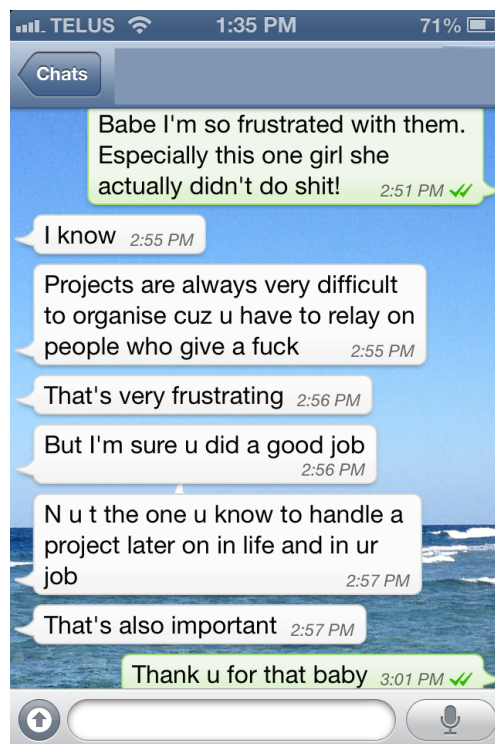 TELUS 1:35 PM 71%
Chats
Babe I'm so frustrated with them.
Especially this one girl she
actually didn't do shit! 2:51 PM
I know 2:55 PM
Projects are always very difficult
to organise cuz u have to relay on
people who give a fuck 2:55 PM
That's very frustrating 2:56 PM
But I'm sure u did a good job
2:56 PM
N u t the one u know to handle a
project later on in life and in ur
job 2:57 PM
That's also important 2:57 PM
Thank u for that baby 3:01 PM